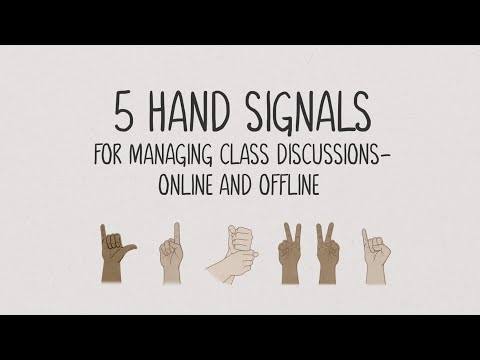 5 HAND SIGNALS
FOR MANAGING CLASS DISCUSSIONS-
ONLINE AND OFFLINE